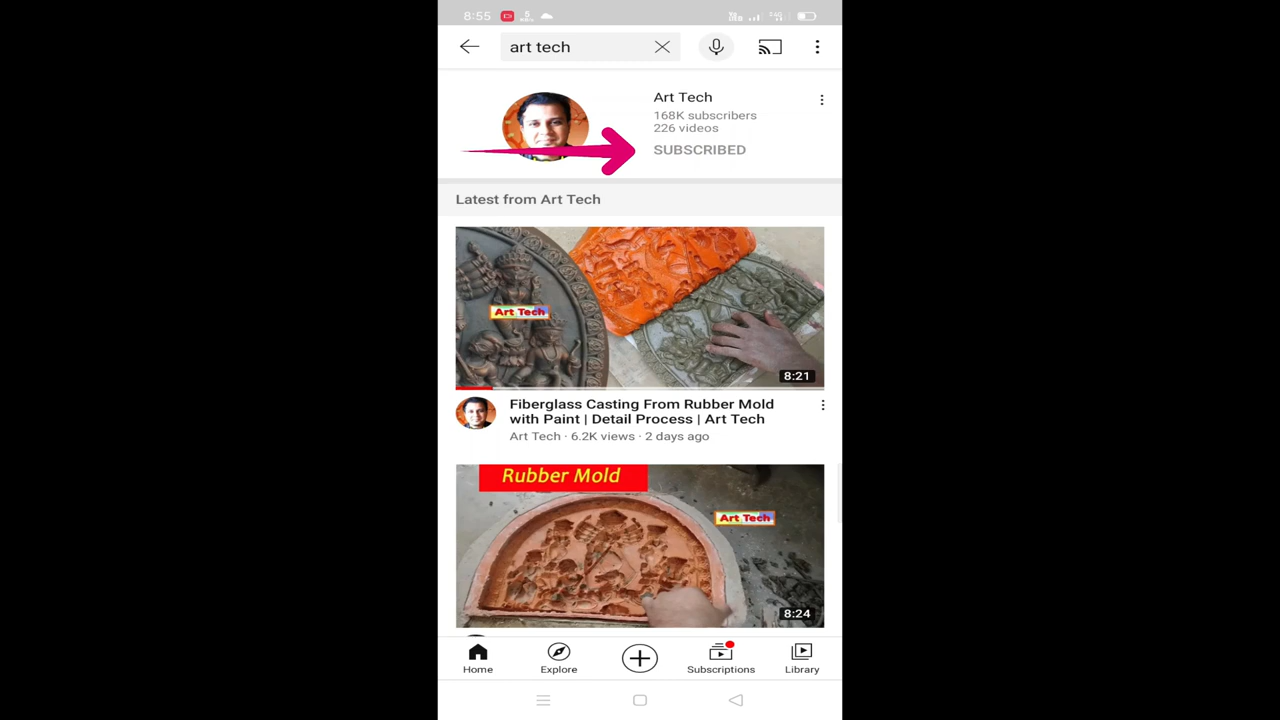 8:55
art tech
Art Tech
168K subscribers
226 videos
SUBSCRIBED
Latest from Art Tech
Art Tech
8:21
Fiberglass Casting From Rubber Mold
with Paint | Detail Process | Art Tech
Art Tech · 6.2K views · 2 days ago
Rubber Mold
Art Tech
8:24
Home
Explore
Subscriptions
Library